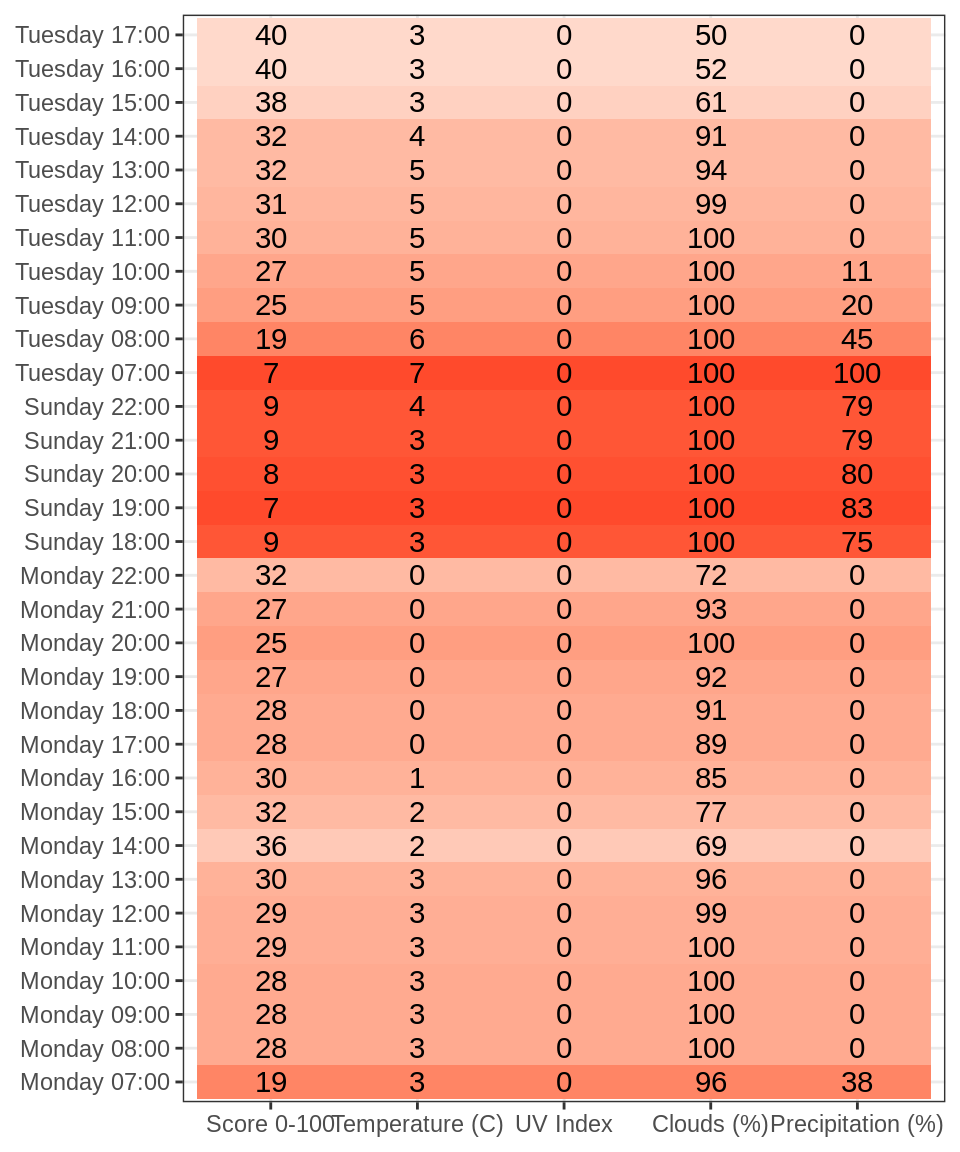 Tuesday 17:00 40 3 0 50 0
Tuesday 16:00 40 3 0 52 0
Tuesday 15:00 38 3 0 61 0
Tuesday 14:00 32 4 0 91 0
Tuesday 13:00 32 5 0 94 0
Tuesday 12:00 31 5 0 99 0
Tuesday 11:00 30 5 0 100 0
Tuesday 10:00 27 5 0 100 11
Tuesday 09:00 25 5 0 100 20
Tuesday 08:00 19 6 0 100 45
Tuesday 07:00 7 7 0 100 100
Sunday 22:00 9 4 0 100 79
Sunday 21:00 9 3 0 100 79
Sunday 20:00 8 3 0 100 80
Sunday 19:00 7 3 0 100 83
Sunday 18:00 9 3 0 100 75
Monday 22:00 32 0 0 72 0
Monday 21:00 27 0 0 93 0
Monday 20:00 25 0 0 100 0
Monday 19:00 27 0 0 92 0
Monday 18:00 28 0 0 91 0
Monday 17:00 28 0 0 89 0
Monday 16:00 30 1 0 85 0
Monday 15:00 32 2 0 77 0
Monday 14:00 36 2 0 69 0
Monday 13:00 30 3 0 96 0
Monday 12:00 29 3 0 99 0
Monday 11:00 29 3 0 100 0
Monday 10:00 28 3 0 100 0
Monday 09:00 28 3 0 100 0
Monday 08:00 28 3 0 100 0
Monday 07:00 19 3 0 96 38
Score 0-100 Temperature (C) UV Index Clouds (%) Precipitation (%)